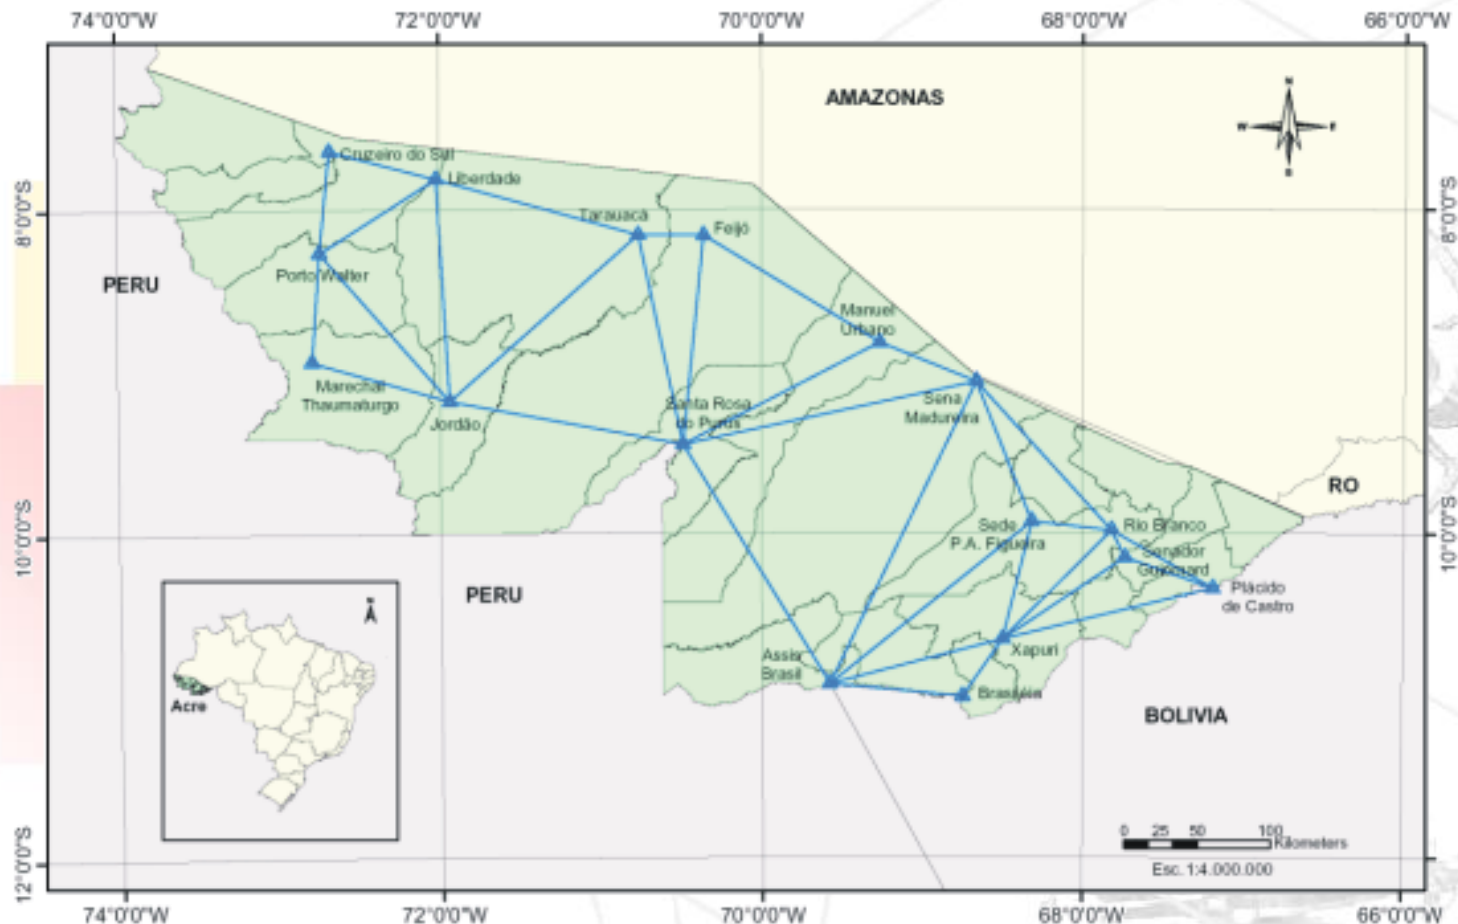 74°0'0"W 72°0'0"W 70°0'0"W 68°0'0"W 66°0'0"W
AMAZONAS
N
W E
S
Cruzeiro do Sul
Liberdade
8°0'0"S
8°0'0"S
Tarauacá
Feijó
PERU
Porto Walter
Manuel
Urbano
Marechal
Thaumaturgo
Jordão
Santa Rosa
do Purus
Sena
Madureira
RO
10°0'0"S
10°0'0"S
Sede
P.A. Figueira
Rio Branco
Senador
Guiomard
Plácido
de Castro
PERU
N
Acre
Assis
Brasil
Xapuri
Brasiléia
BOLIVIA
0 25 50 100
Kilometers
Esc. 1:4.000.000
12°0'0"S
74°0'0"W 72°0'0"W 70°0'0"W 68°0'0"W 66°0'0"W